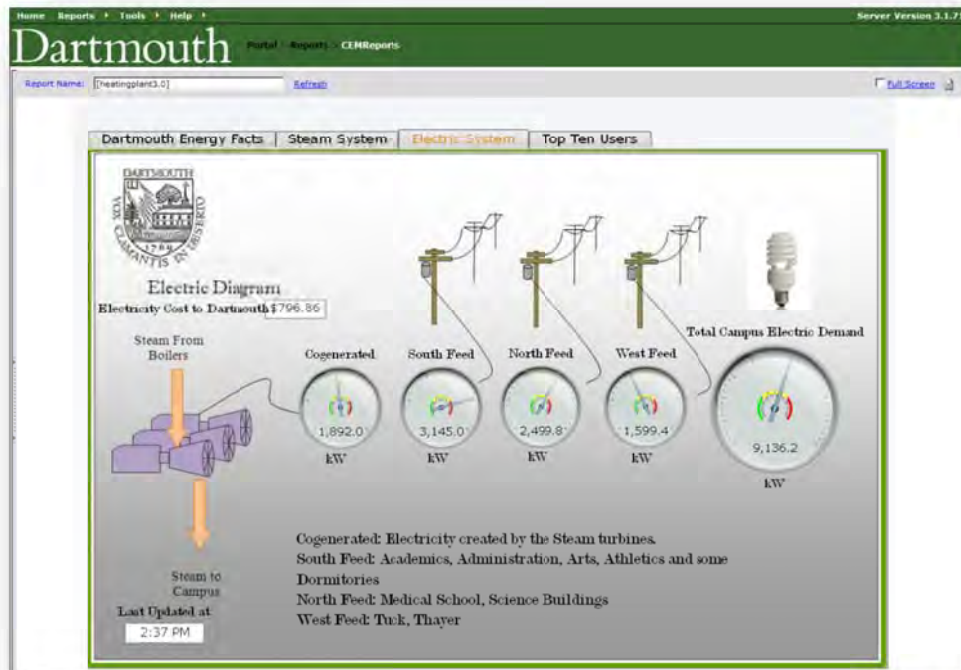 Home Reports Tools Help Server Version 3.1.7
Dartmouth Portal > Reports > CEMReports
Report Name: [heatingplant3.0] Refresh Full Screen
Dartmouth Energy Facts Steam System Electric System Top Ten Users
DARTMOUTH
VOX CLAMANTIS IN DESERTO
1769
Electric Diagram
Electricity Cost to Dartmouth $796.86
Total Campus Electric Demand
Steam From
Boilers
Cogenerated South Feed North Feed West Feed
1,892.0 3,145.0 2,499.8 1,599.4 9,136.2
kW kW kW kW kW
Cogenerated: Electricity created by the Steam turbines.
South Feed: Academics, Administration, Arts, Athletics and some
Dormitories
North Feed: Medical School, Science Buildings
West Feed: Tuck, Thayer
Steam to
Campus
Last Updated at
2:37 PM